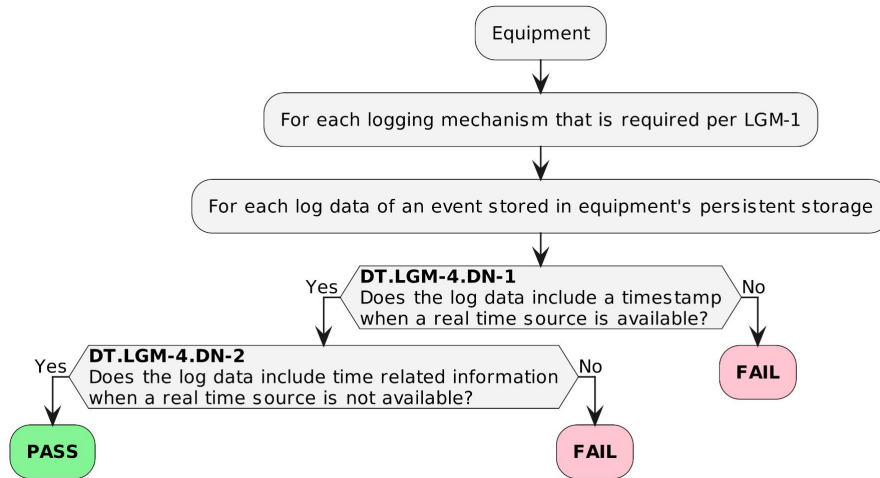 Equipment
For each logging mechanism that is required per LGM-1
For each log data of an event stored in equipment's persistent storage
DT.LGM-4.DN-1
Does the log data include a timestamp
when a real time source is available?
Yes
No
DT.LGM-4.DN-2
Does the log data include time related information
when a real time source is not available?
Yes
No
FAIL
PASS
FAIL